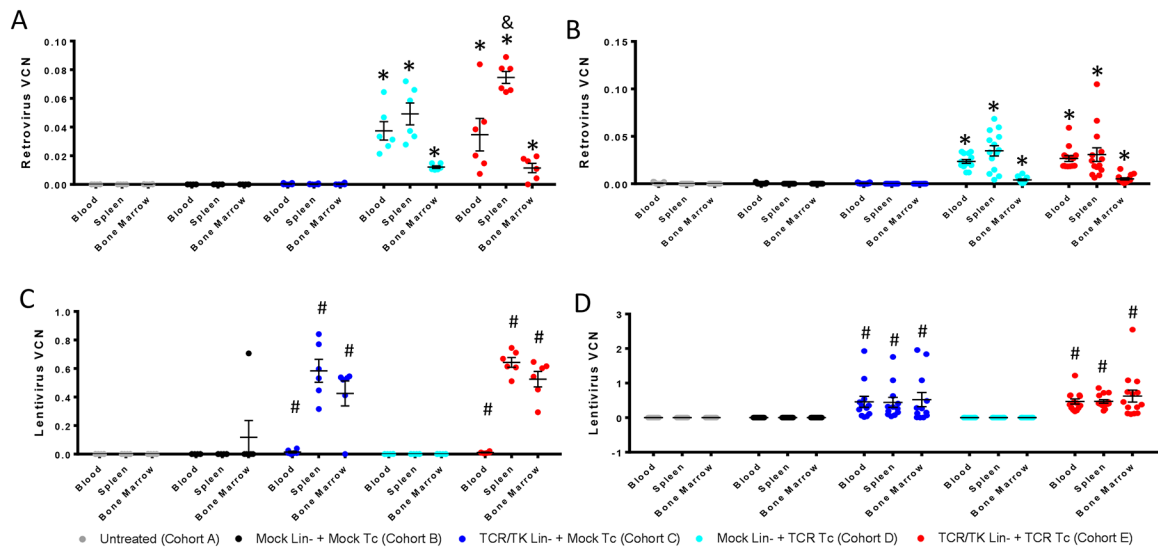 A
Retrovirus VCN
0.10
0.08
0.06
0.04
0.02
0.00
* * * * & * *
Blood Spleen Bone Marrow Blood Spleen Bone Marrow Blood Spleen Bone Marrow Blood Spleen Bone Marrow Blood Spleen Bone Marrow
B
Retrovirus VCN
0.15
0.10
0.05
0.00
* * * * * *
Blood Spleen Bone Marrow Blood Spleen Bone Marrow Blood Spleen Bone Marrow Blood Spleen Bone Marrow Blood Spleen Bone Marrow
C
Lentivirus VCN
1.0
0.8
0.6
0.4
0.2
0.0
# # # # # #
Blood Spleen Bone Marrow Blood Spleen Bone Marrow Blood Spleen Bone Marrow Blood Spleen Bone Marrow Blood Spleen Bone Marrow
D
Lentivirus VCN
3
2
1
0
-1
# # # # # #
Blood Spleen Bone Marrow Blood Spleen Bone Marrow Blood Spleen Bone Marrow Blood Spleen Bone Marrow Blood Spleen Bone Marrow
Untreated (Cohort A) Mock Lin- + Mock Tc (Cohort B) TCR/TK Lin- + Mock Tc (Cohort C) Mock Lin- + TCR Tc (Cohort D) TCR/TK Lin- + TCR Tc (Cohort E)